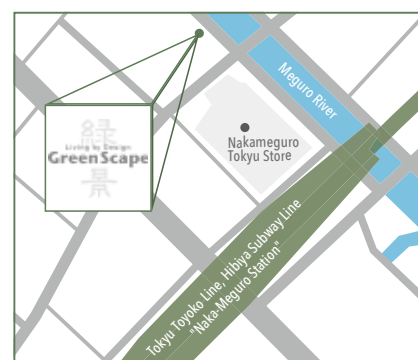 Meguro River
Nakameguro
Tokyu Store
緑
Living by Design
GreenScape
景
Tokyu Toyoko Line, Hibiya Subway Line
"Naka-Meguro Station"